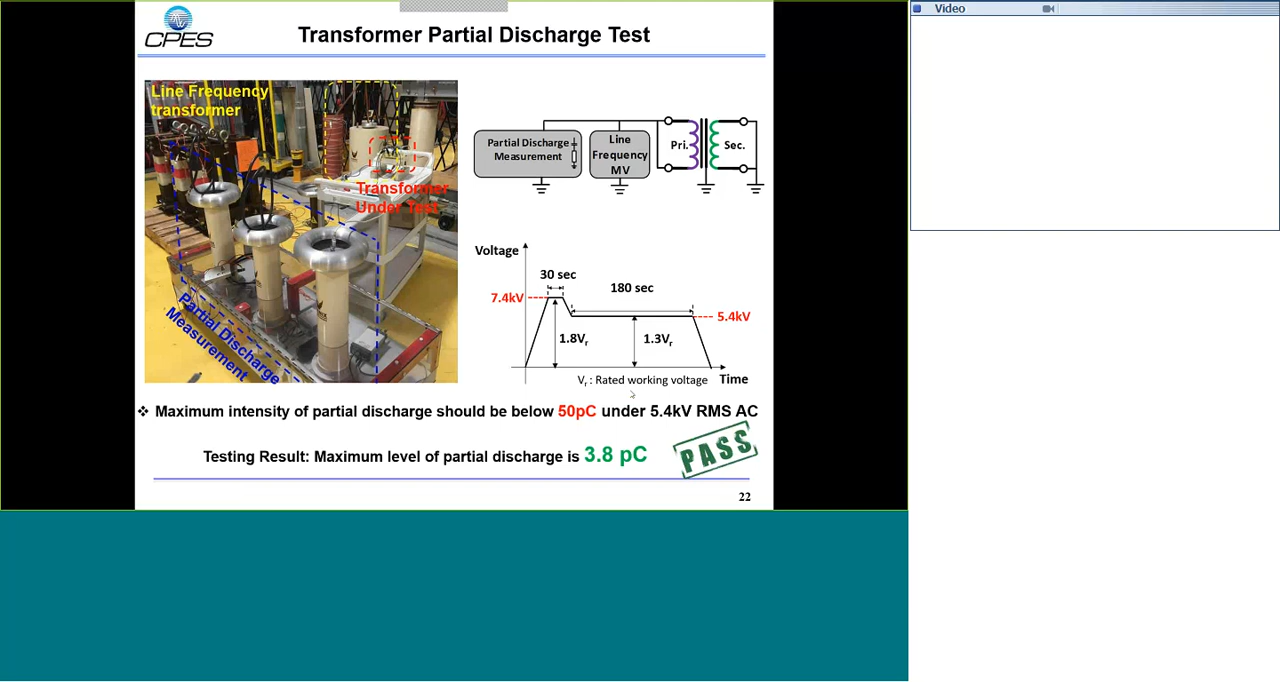 Video
CPES
Transformer Partial Discharge Test
Line Frequency
transformer
Transformer
Under Test
Partial Discharge
Measurement
Partial Discharge
Measurement
Line
Frequency
MV
Pri.
Sec.
Voltage
30 sec
180 sec
7.4kV
5.4kV
1.8Vr
1.3Vr
Vr : Rated working voltage
Time
❖ Maximum intensity of partial discharge should be below 50pC under 5.4kV RMS AC
Testing Result: Maximum level of partial discharge is 3.8 pC
PASS
22